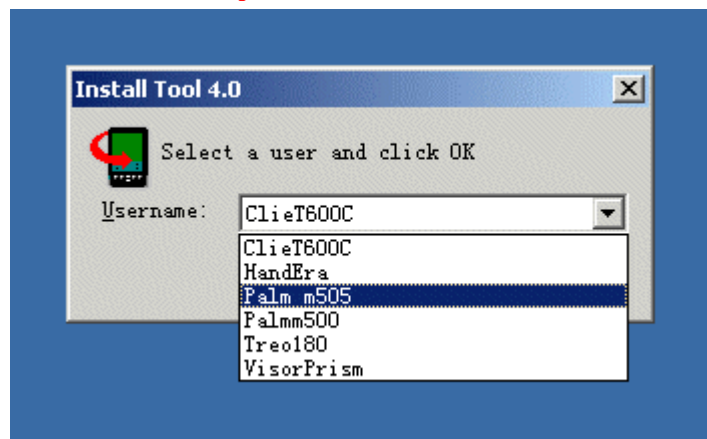 Install Tool 4.0
Select a user and click OK
Username: ClieT600C
ClieT600C
HandEra
Palm m505
Palmm500
Treo180
VisorPrism